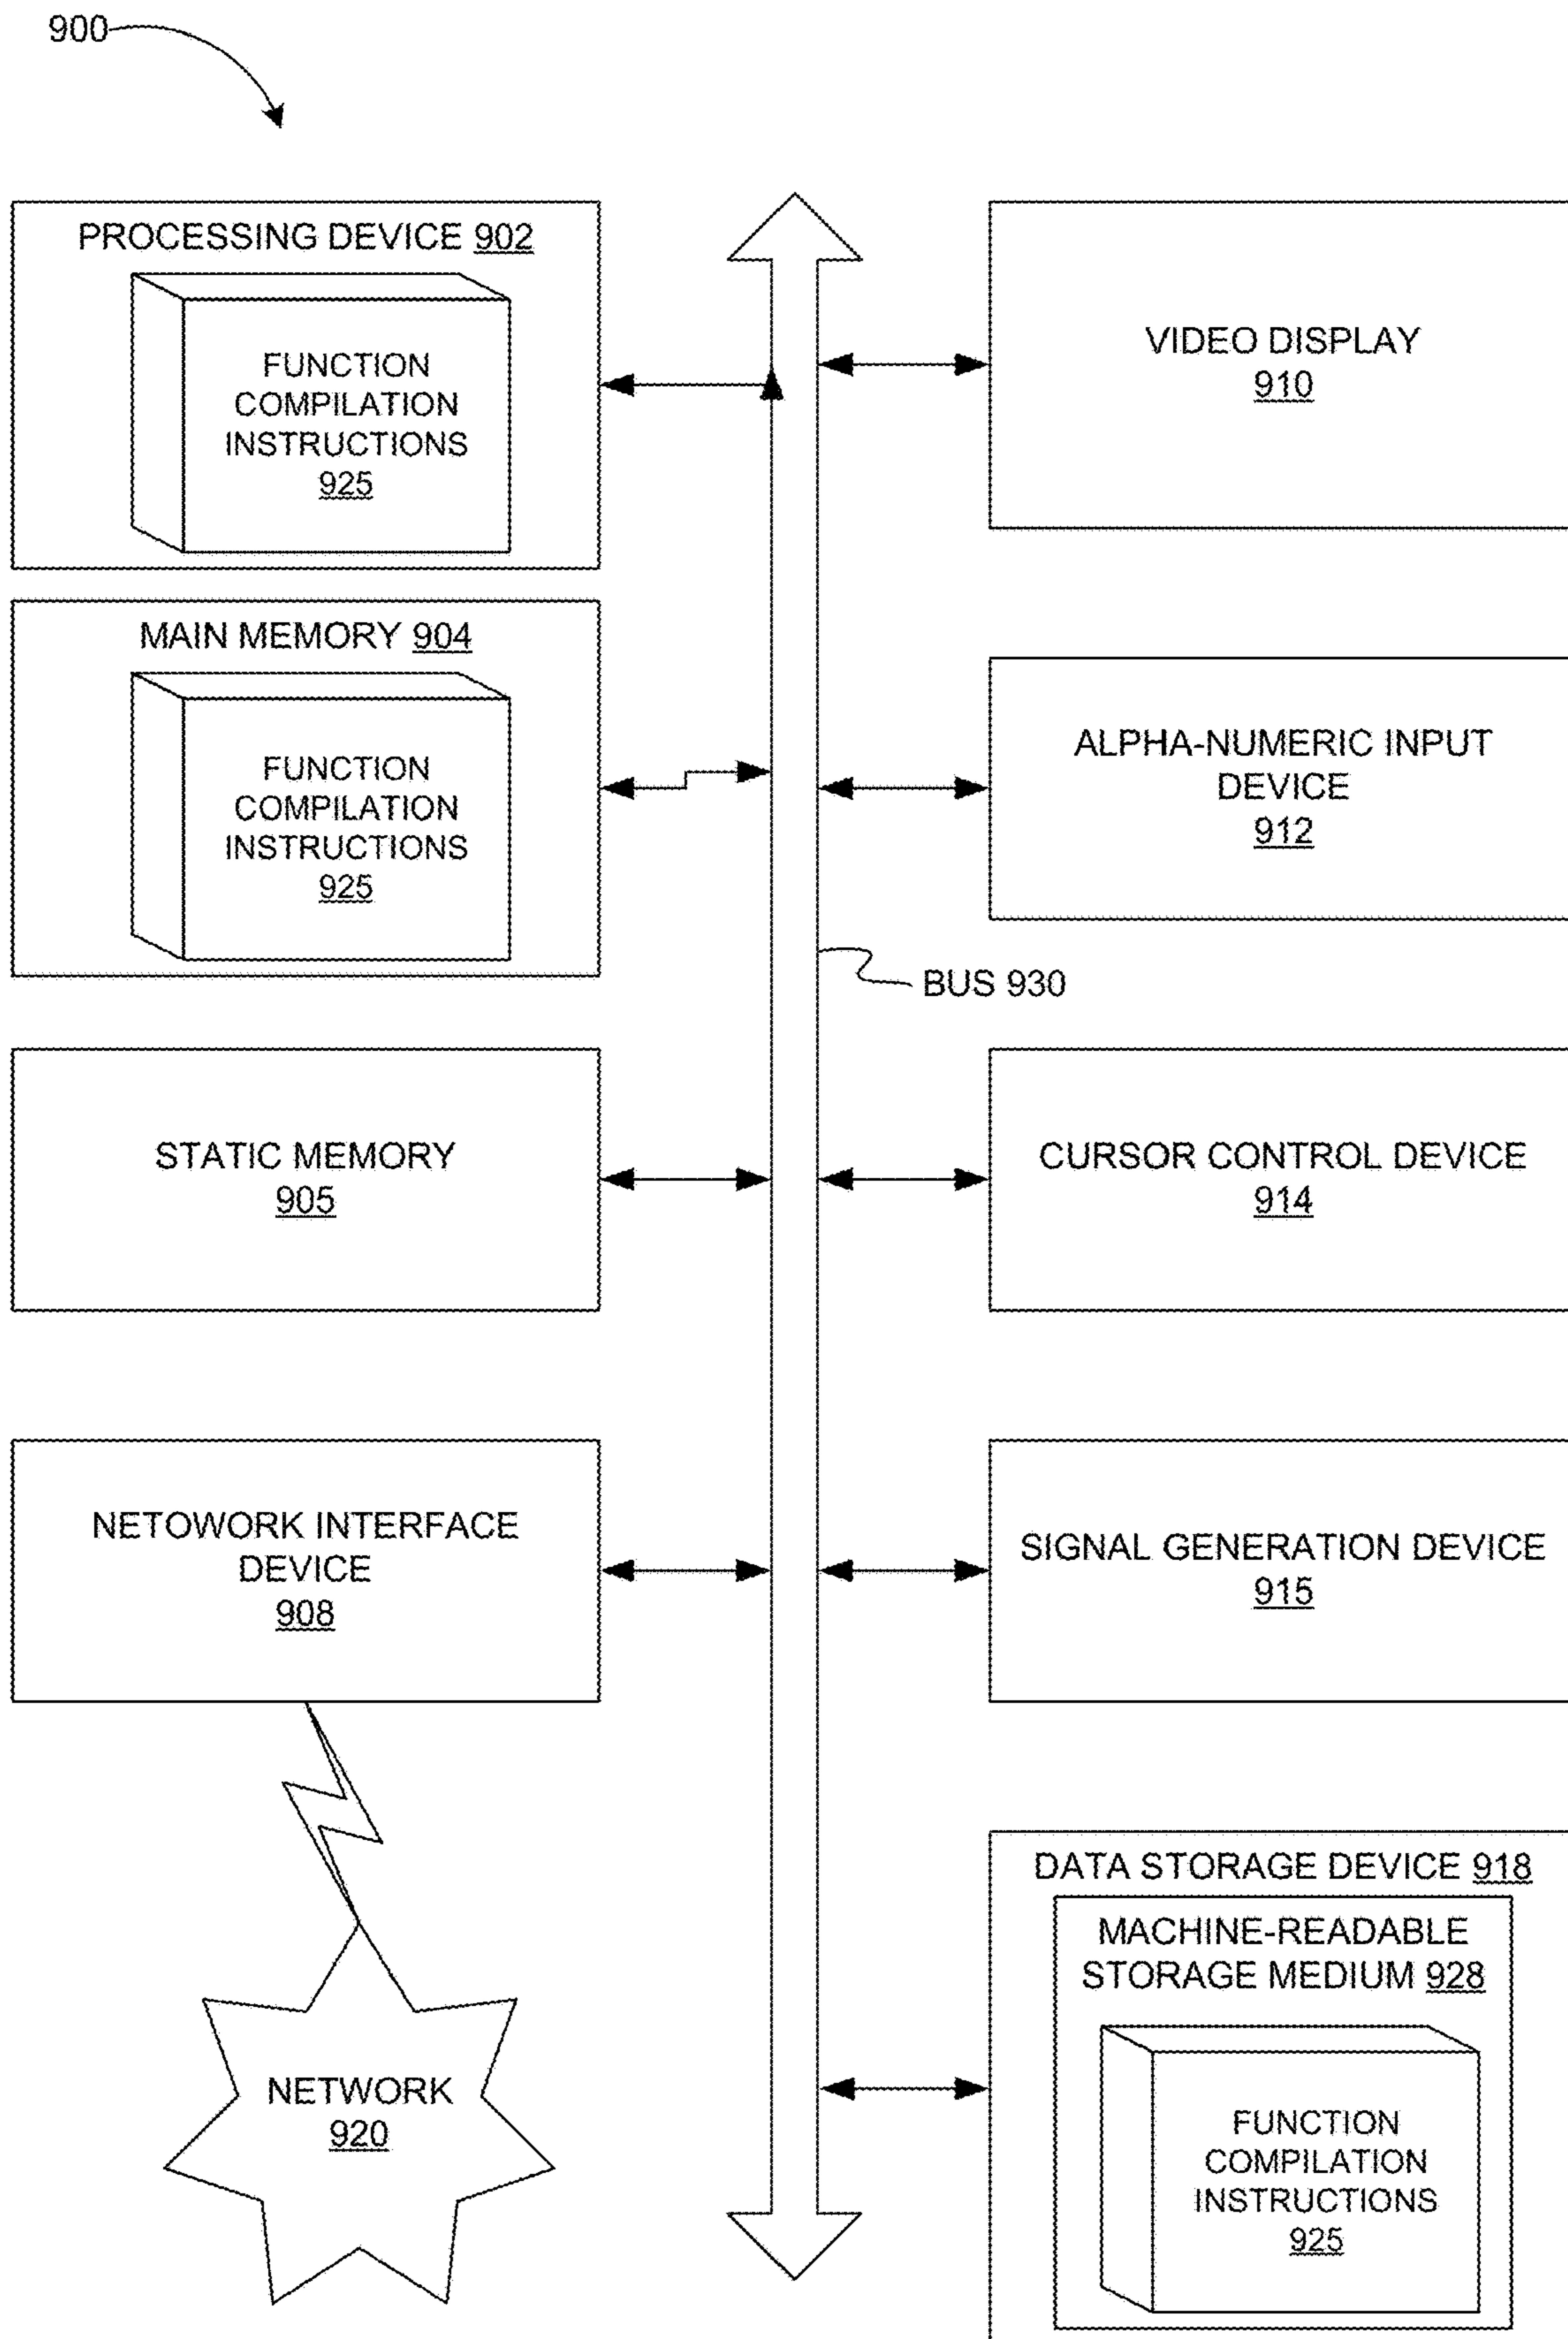 900
PROCESSING DEVICE 902
FUNCTION
COMPILATION
INSTRUCTIONS
925
MAIN MEMORY 904
FUNCTION
COMPILATION
INSTRUCTIONS
925
STATIC MEMORY
905
NETOWORK INTERFACE
DEVICE
908
NETWORK
920
BUS 930
VIDEO DISPLAY
910
ALPHA-NUMERIC INPUT
DEVICE
912
CURSOR CONTROL DEVICE
914
SIGNAL GENERATION DEVICE
915
DATA STORAGE DEVICE 918
MACHINE-READABLE
STORAGE MEDIUM 928
FUNCTION
COMPILATION
INSTRUCTIONS
925